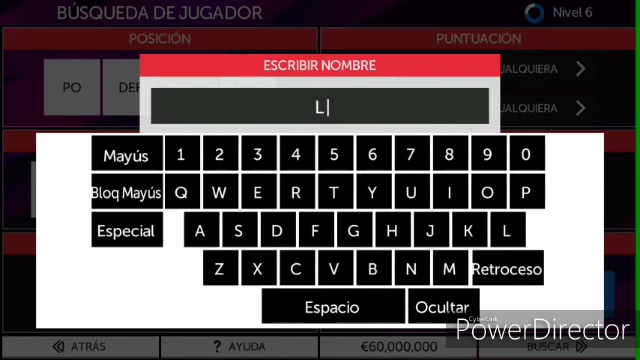 BÚSQUEDA DE JUGADOR
Nivel 6
POSICIÓN
PUNTUACIÓN
ESCRIBIR NOMBRE
PO
DEF
UALQUIERA
L
UALQUIERA
Mayús 1 2 3 4 5 6 7 8 9 0
Bloq Mayús Q W E R T Y U I O P
Especial A S D F G H J K L
Z X C V B N M Retroceso
Espacio Ocultar
CyberLink
PowerDirector
ATRÁS
? AYUDA
€60,000,000
BUSCAR